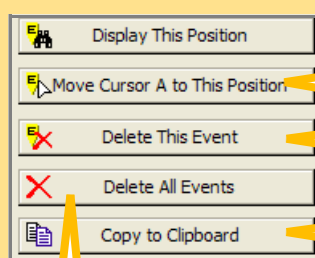 Display This Position
Move Cursor A to This Position
Delete This Event
Delete All Events
Copy to Clipboard